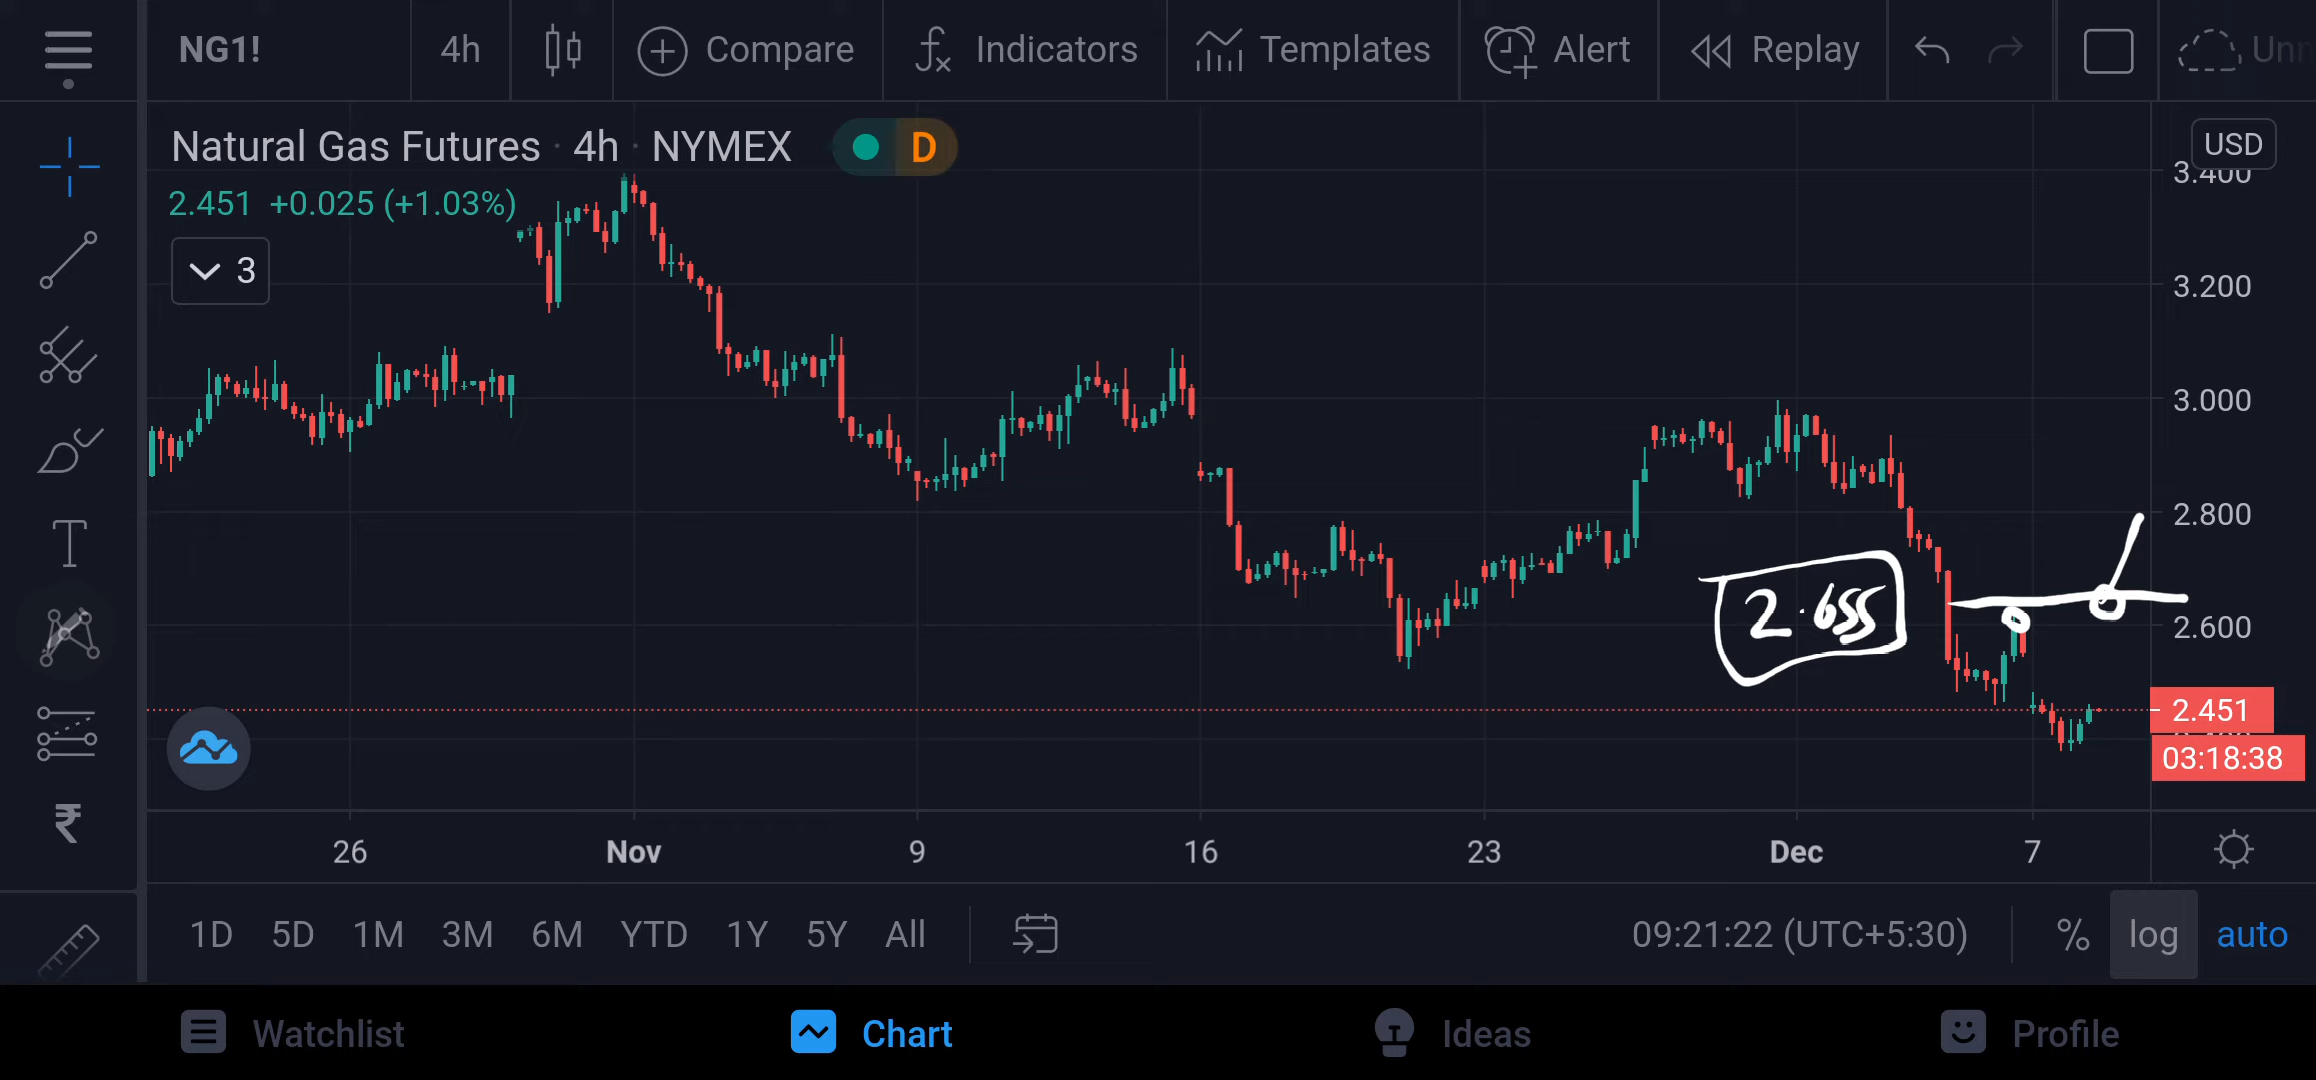 NG1!
4h
Compare
Indicators
Templates
Alert
Replay
Natural Gas Futures · 4h · NYMEX
D
USD
2.451 +0.025 (+1.03%)
3
3.400
3.200
3.000
2.800
2.600
2.655
2.451
03:18:38
26
Nov
9
16
23
Dec
7
1D 5D 1M 3M 6M YTD 1Y 5Y All
09:21:22 (UTC+5:30)
%
log
auto
Watchlist
Chart
Ideas
Profile